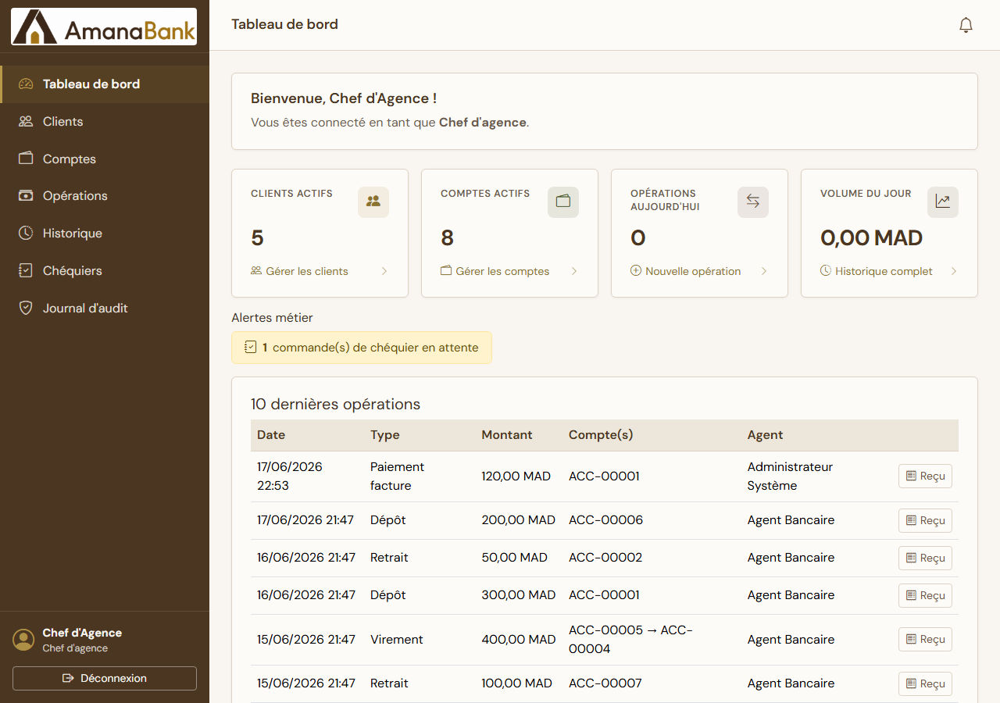 AmanaBank
Tableau de bord
Clients
Comptes
Opérations
Historique
Chéquiers
Journal d'audit
Chef d'Agence
Chef d'agence
Déconnexion
Tableau de bord
Bienvenue, Chef d'Agence !
Vous êtes connecté en tant que Chef d'agence.
CLIENTS ACTIFS
5
Gérer les clients
COMPTES ACTIFS
8
Gérer les comptes
OPÉRATIONS
AUJOURD'HUI
0
Nouvelle opération
VOLUME DU JOUR
0,00 MAD
Historique complet
Alertes métier
1 commande(s) de chéquier en attente
10 dernières opérations
Date Type Montant Compte(s) Agent
17/06/2026 22:53 Paiement facture 120,00 MAD ACC-00001 Administrateur Système Reçu
17/06/2026 21:47 Dépôt 200,00 MAD ACC-00006 Agent Bancaire Reçu
16/06/2026 21:47 Retrait 50,00 MAD ACC-00002 Agent Bancaire Reçu
16/06/2026 21:47 Dépôt 300,00 MAD ACC-00001 Agent Bancaire Reçu
15/06/2026 21:47 Virement 400,00 MAD ACC-00005 → ACC-00004 Agent Bancaire Reçu
15/06/2026 21:47 Retrait 100,00 MAD ACC-00007 Agent Bancaire Reçu